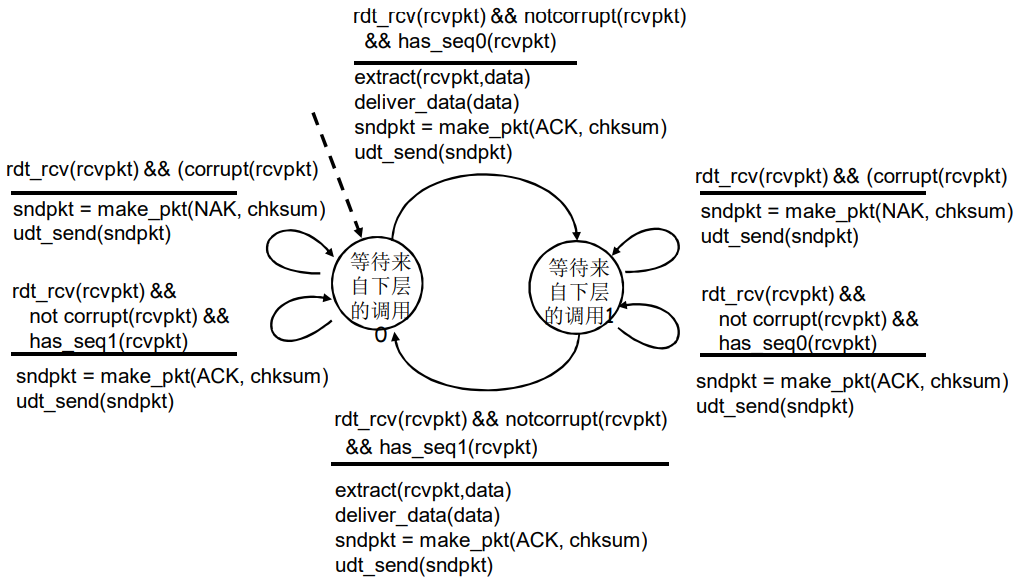 rdt_rcv(rcvpkt) && notcorrupt(rcvpkt)
&& has_seq0(rcvpkt)
extract(rcvpkt,data)
deliver_data(data)
sndpkt = make_pkt(ACK, chksum)
udt_send(sndpkt)
rdt_rcv(rcvpkt) && (corrupt(rcvpkt)
sndpkt = make_pkt(NAK, chksum)
udt_send(sndpkt)
rdt_rcv(rcvpkt) &&
not corrupt(rcvpkt) &&
has_seq1(rcvpkt)
sndpkt = make_pkt(ACK, chksum)
udt_send(sndpkt)
等待来
自下层
的调用
0
等待来
自下层
的调用1
rdt_rcv(rcvpkt) && (corrupt(rcvpkt)
sndpkt = make_pkt(NAK, chksum)
udt_send(sndpkt)
rdt_rcv(rcvpkt) &&
not corrupt(rcvpkt) &&
has_seq0(rcvpkt)
sndpkt = make_pkt(ACK, chksum)
udt_send(sndpkt)
rdt_rcv(rcvpkt) && notcorrupt(rcvpkt)
&& has_seq1(rcvpkt)
extract(rcvpkt,data)
deliver_data(data)
sndpkt = make_pkt(ACK, chksum)
udt_send(sndpkt)